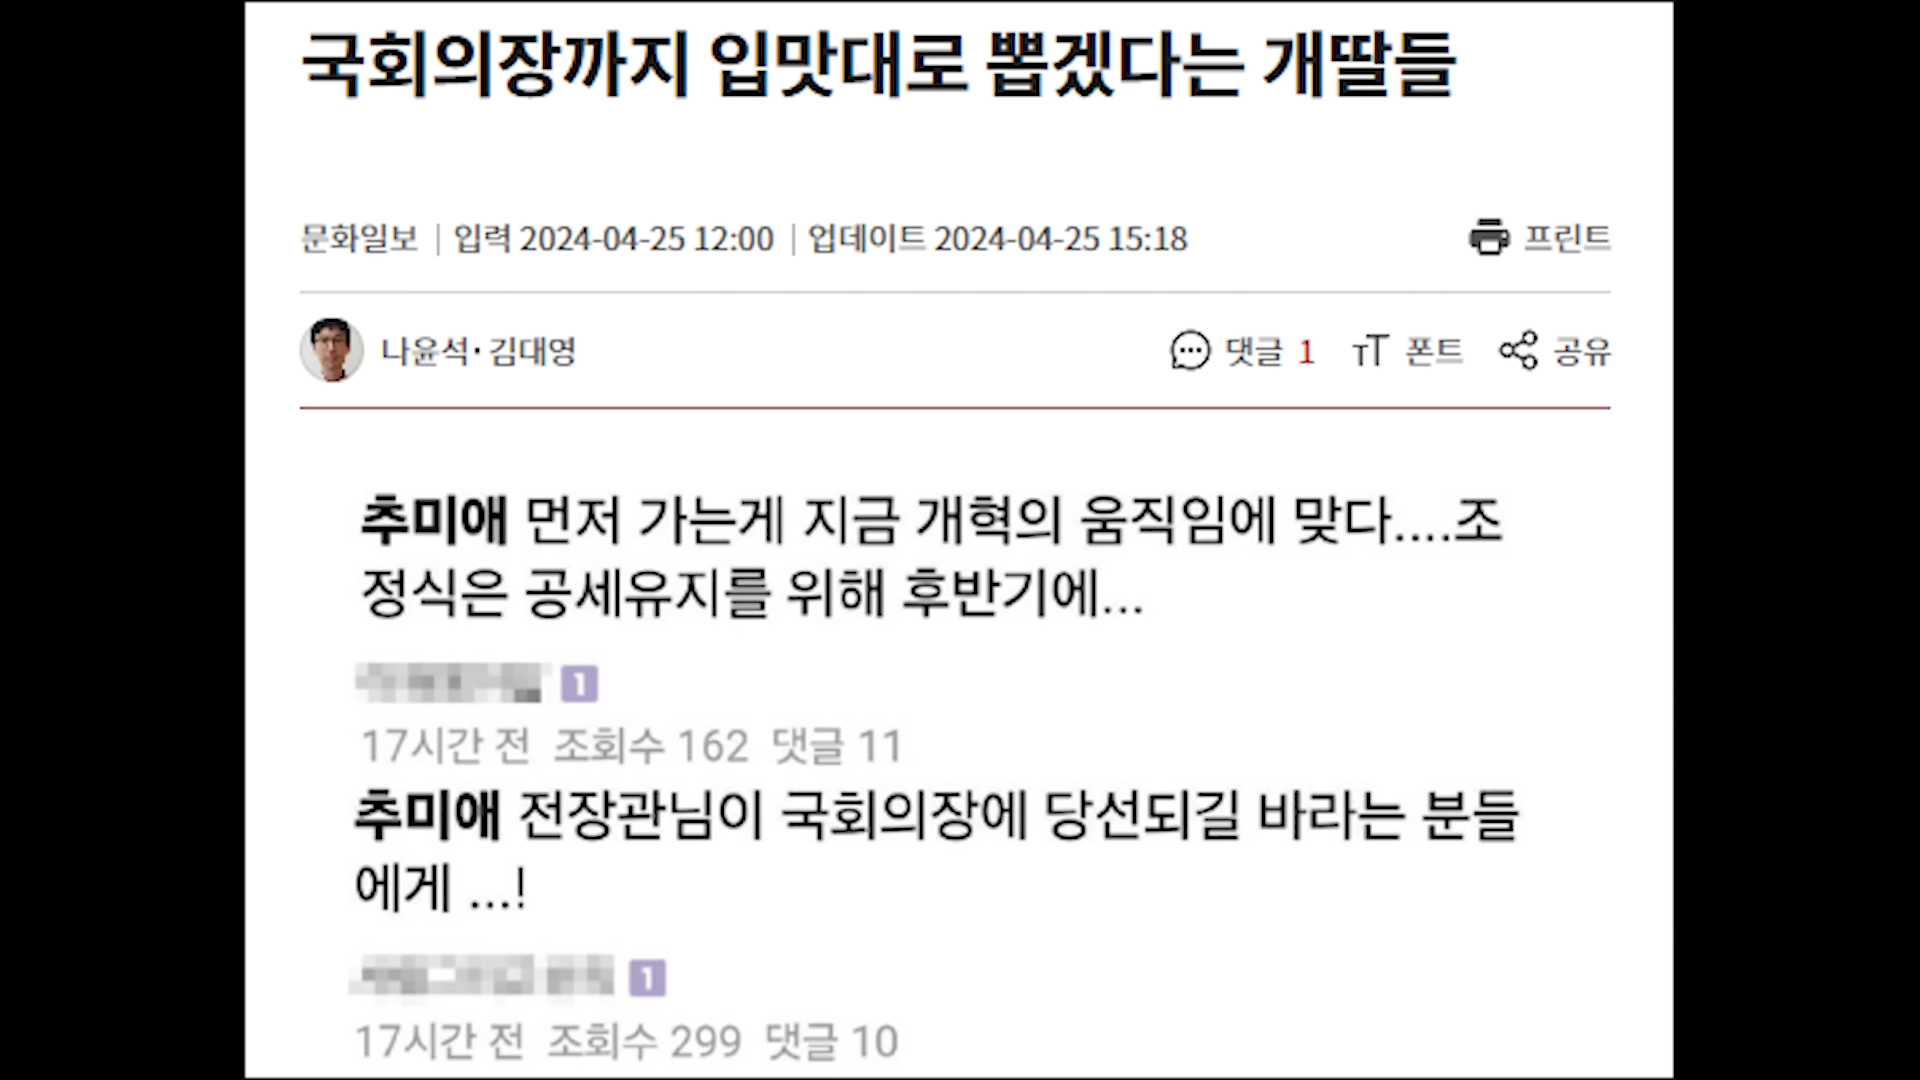 국회의장까지 입맛대로 뽑겠다는 개딸들
문화일보 | 입력 2024-04-25 12:00 | 업데이트 2024-04-25 15:18 프린트
나윤석·김대영 댓글 1 TT 폰트 공유
추미애 먼저 가는게 지금 개혁의 움직임에 맞다....조
정식은 공세유지를 위해 후반기에...
1
17시간 전 조회수 162 댓글 11
추미애 전장관님이 국회의장에 당선되길 바라는 분들
에게 ...!
1
17시간 전 조회수 299 댓글 10